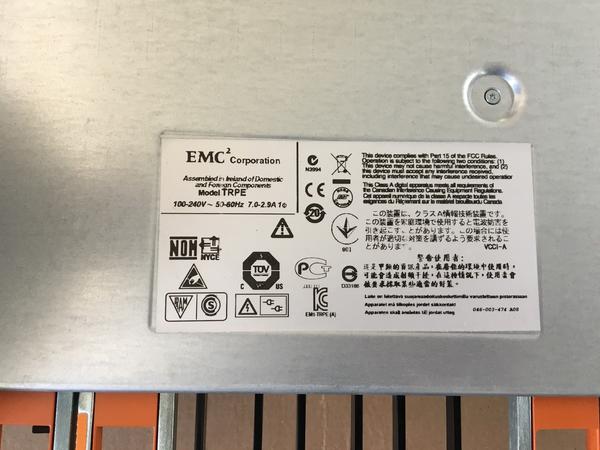 EMC²
Corporation
Assembled in Ireland of Domestic
and Foreign Components
Model TRPE
100-240V~ 50-60Hz 7.0-2.9A 1Φ
N3994
This device complies with Part 15 of the FCC Rules.
Operation is subject to the following two conditions: (1)
This device may not cause harmful interference, and (2)
this device must accept any interference received,
including interference that may cause undesired operation
This Class A digital apparatus meets all requirements of
the Canadian Interference Causing Equipment Regulations.
Cet appareil numérique de la classe A respecte toutes les
exigences du Règlement sur le matériel brouilleur du Canada
この装置は、クラスA情報技術装置です。
この装置を家庭環境で使用すると電波妨害を
引き起こすことがあります。この場合には使用
者が適切な対策を講ずるよう要求されるこ
とがあります。 VCCI-A
警告使用者:
這是甲類的資訊產品,在居住的環境中使用時,
可能會造成射頻干擾,在這種情況下,使用者會
被要求採取某些適當的對策。
Laite on liitettävä suojamaadoituskoskettimilla varustettuun pistorasiaan
Apparatet må tilkoples jordet stikkontakt
Apparaten skall anslutas till jordat uttag
046-003-474 A08
20
NOM
NYCE
TÜV
C US
D33186
EM5-TRPE (A)